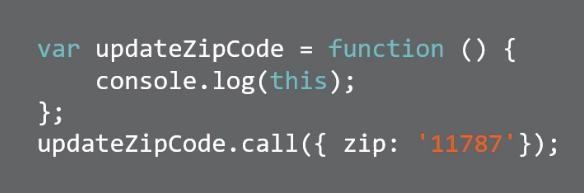 var updateZipCode = function () {
    console.log(this);
};
updateZipCode.call({ zip: '11787'});